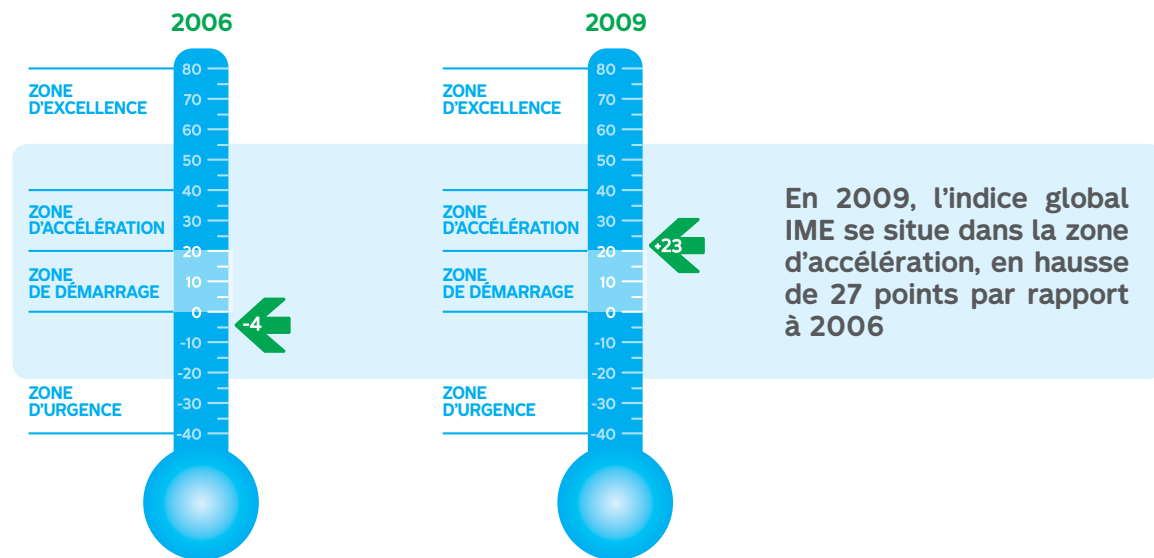 2006
80
ZONE
D'EXCELLENCE
70
60
50
40
ZONE
D'ACCÉLÉRATION
30
20
ZONE
DE DÉMARRAGE
10
0
-4
-10
-20
ZONE
D'URGENCE
-30
-40
2009
80
ZONE
D'EXCELLENCE
70
60
50
40
ZONE
D'ACCÉLÉRATION
30
+23
20
ZONE
DE DÉMARRAGE
10
0
-10
-20
ZONE
D'URGENCE
-30
-40
En 2009, l'indice global
IME se situe dans la zone
d'accélération, en hausse
de 27 points par rapport
à 2006